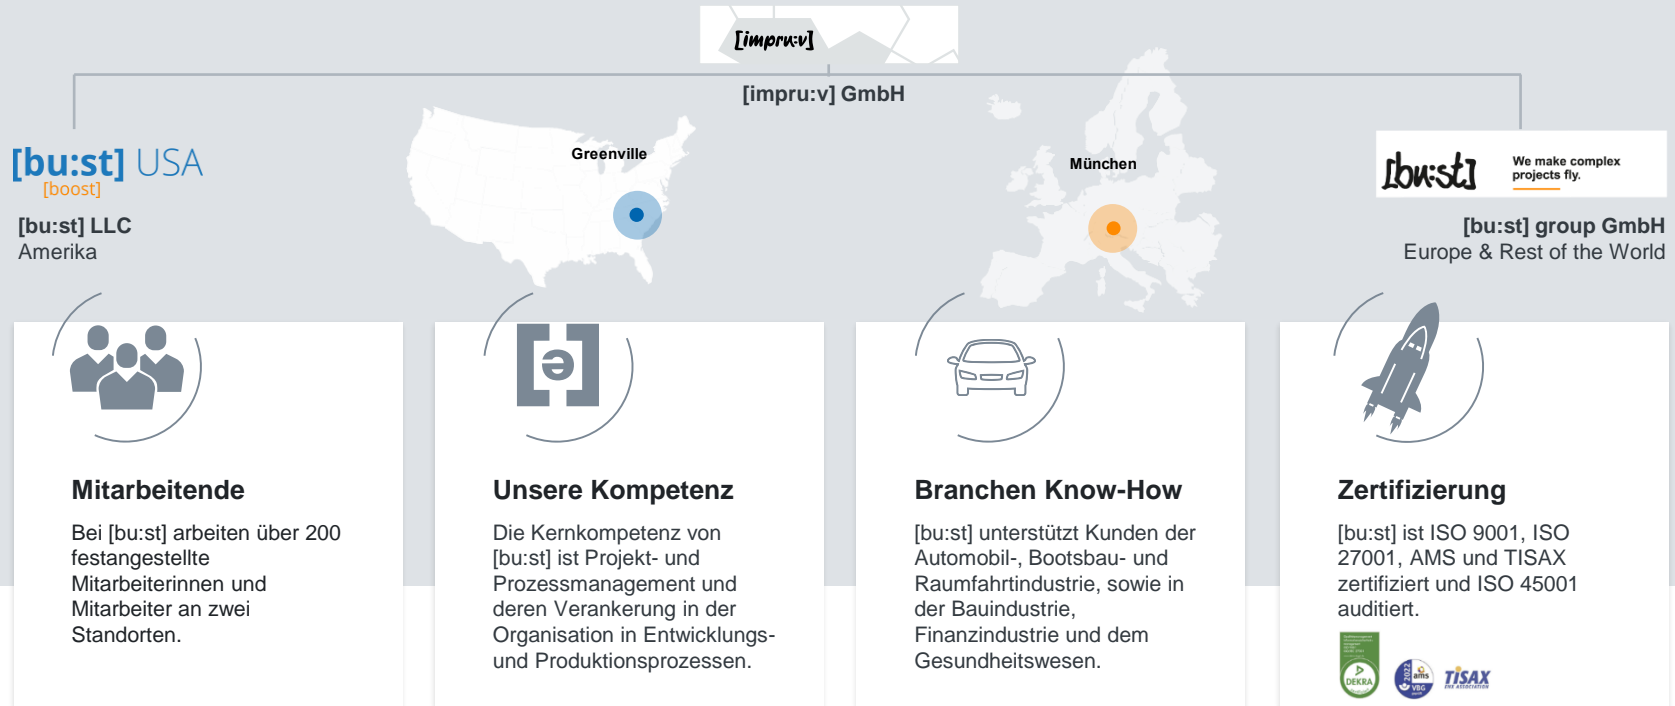 [impru:v]
[impru:v] GmbH
[bu:st] USA
[boost]
[bu:st] LLC
Amerika
Greenville
München
[bu:st]
We make complex
projects fly.
[bu:st] group GmbH
Europe & Rest of the World
Mitarbeitende
Bei [bu:st] arbeiten über 200
festangestellte
Mitarbeiterinnen und
Mitarbeiter an zwei
Standorten.
[ə]
Unsere Kompetenz
Die Kernkompetenz von
[bu:st] ist Projekt- und
Prozessmanagement und
deren Verankerung in der
Organisation in Entwicklungs-
und Produktionsprozessen.
Branchen Know-How
[bu:st] unterstützt Kunden der
Automobil-, Bootsbau- und
Raumfahrtindustrie, sowie in
der Bauindustrie,
Finanzindustrie und dem
Gesundheitswesen.
Zertifizierung
[bu:st] ist ISO 9001, ISO
27001, AMS und TISAX
zertifiziert und ISO 45001
auditiert.
DEKRA
2022
ams
VBG
TISAX
ENX ASSOCIATION